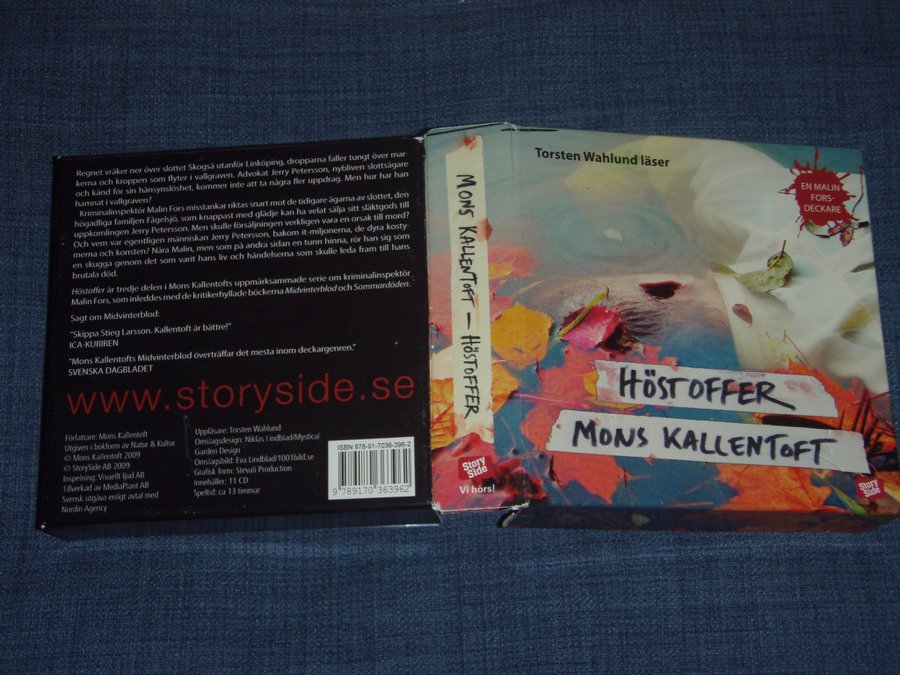 Regnet vräker ner över slottet Skogså utanför Linköping, dropparna faller tungt över mar-
kerna och kroppen som flyter i vallgraven. Advokat Jerry Petersson, nybliven slottsägare
och känd för sin hänsynslöshet, kommer inte att ta några fler uppdrag. Men hur har han
hamnat i vallgraven?
Kriminalinspektör Malin Fors misstankar riktas snart mot de tidigare ägarna av slottet, den
högadliga familjen Fågelsjö, som knappast med glädje kan ha velat sälja sitt släktgods till
uppkomlingen Jerry Petersson. Men skulle försäljningen verkligen vara en orsak till mord?
Och vem var egentligen människan Jerry Petersson, bakom it-miljonerna, de dyra kosty-
merna och konsten? Nära Malin, men som på andra sidan en tunn hinna, rör han sig som
en skugga genom det som varit hans liv och händelserna som skulle leda fram till hans
brutala död.
Höstoffer är tredje delen i Mons Kallentofts uppmärksammade serie om kriminalinspektör
Malin Fors, som inleddes med de kritikerhyllade böckerna Midvinterblod och Sommardöden.
Sagt om Midvinterblod:
"Skippa Stieg Larsson. Kallentoft är bättre!"
ICA-KURIREN
"Mons Kallentofts Midvinterblod överträffar det mesta inom deckargenren."
SVENSKA DAGBLADET
www.storyside.se
Författare: Mons Kallentoft
Utgiven i bokform av Natur & Kultur
© Mons Kallentoft 2009
© StorySide AB 2009
Inspelning: Visuellt ljud AB
Tillverkad av MediaPlant AB
Svensk utgåva enligt avtal med
Nordin Agency
Uppläsare: Torsten Wahlund
Omslagsdesign: Niklas Lindblad/Mystical
Garden Design
Omslagsbild: Eva Lindblad/1001bild.se
Grafisk form: Stevali Production
Innehåller: 11 CD
Speltid: ca 13 timmar
ISBN 978-91-7036-396-2
9 789170 363962
MONS KALLENTOFT – HÖSTOFFER
Story
Side
Vi hörs!
Torsten Wahlund läser
EN MALIN
FORS-
DECKARE
HÖSTOFFER
MONS KALLENTOFT
Story
Side